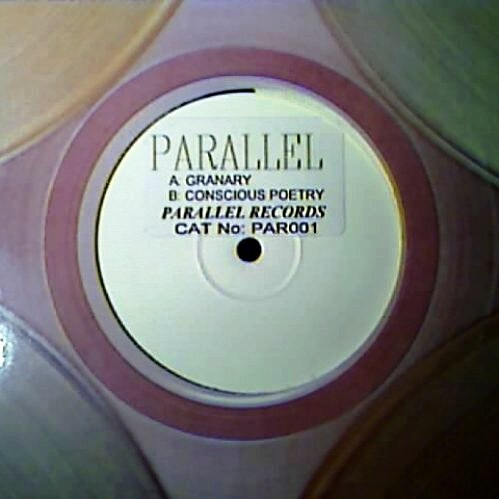 PARALLEL
A: GRANARY
B: CONSCIOUS POETRY
PARALLEL RECORDS
CAT No: PAR001